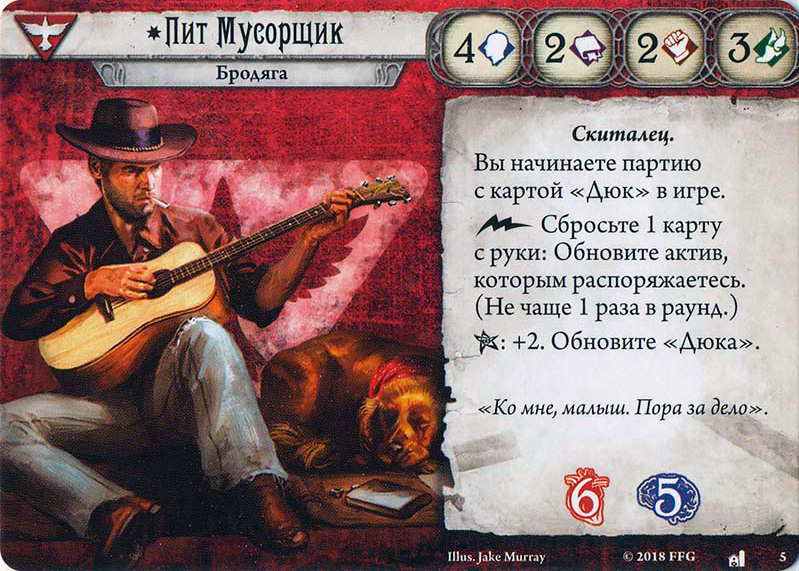 *Пит Мусорщик
Бродяга
4 2 2 3
Скиталец.
Вы начинаете партию
с картой «Дюк» в игре.
Сбросьте 1 карту
с руки: Обновите актив,
которым распоряжаетесь.
(Не чаще 1 раза в раунд.)
: +2. Обновите «Дюка».
«Ко мне, малыш. Пора за дело».
6 5
Illus. Jake Murray © 2018 FFG 5